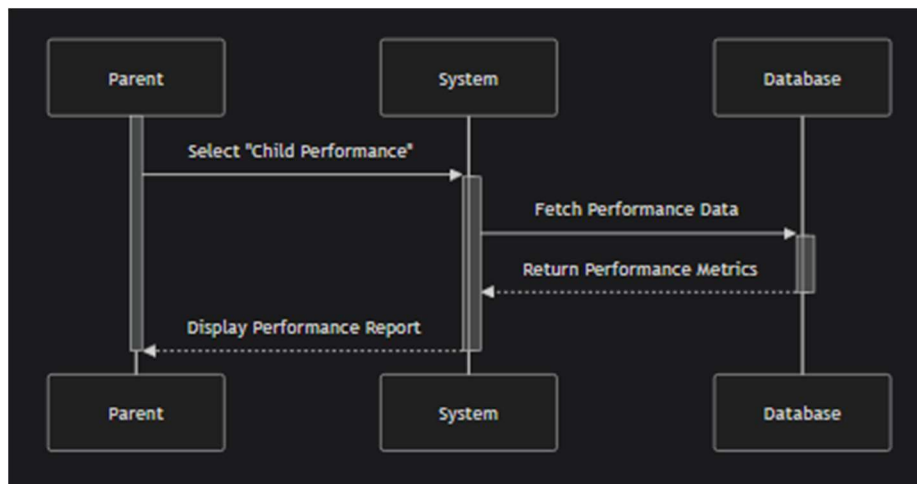 Parent
System
Database
Select "Child Performance"
Fetch Performance Data
Return Performance Metrics
Display Performance Report
Parent
System
Database